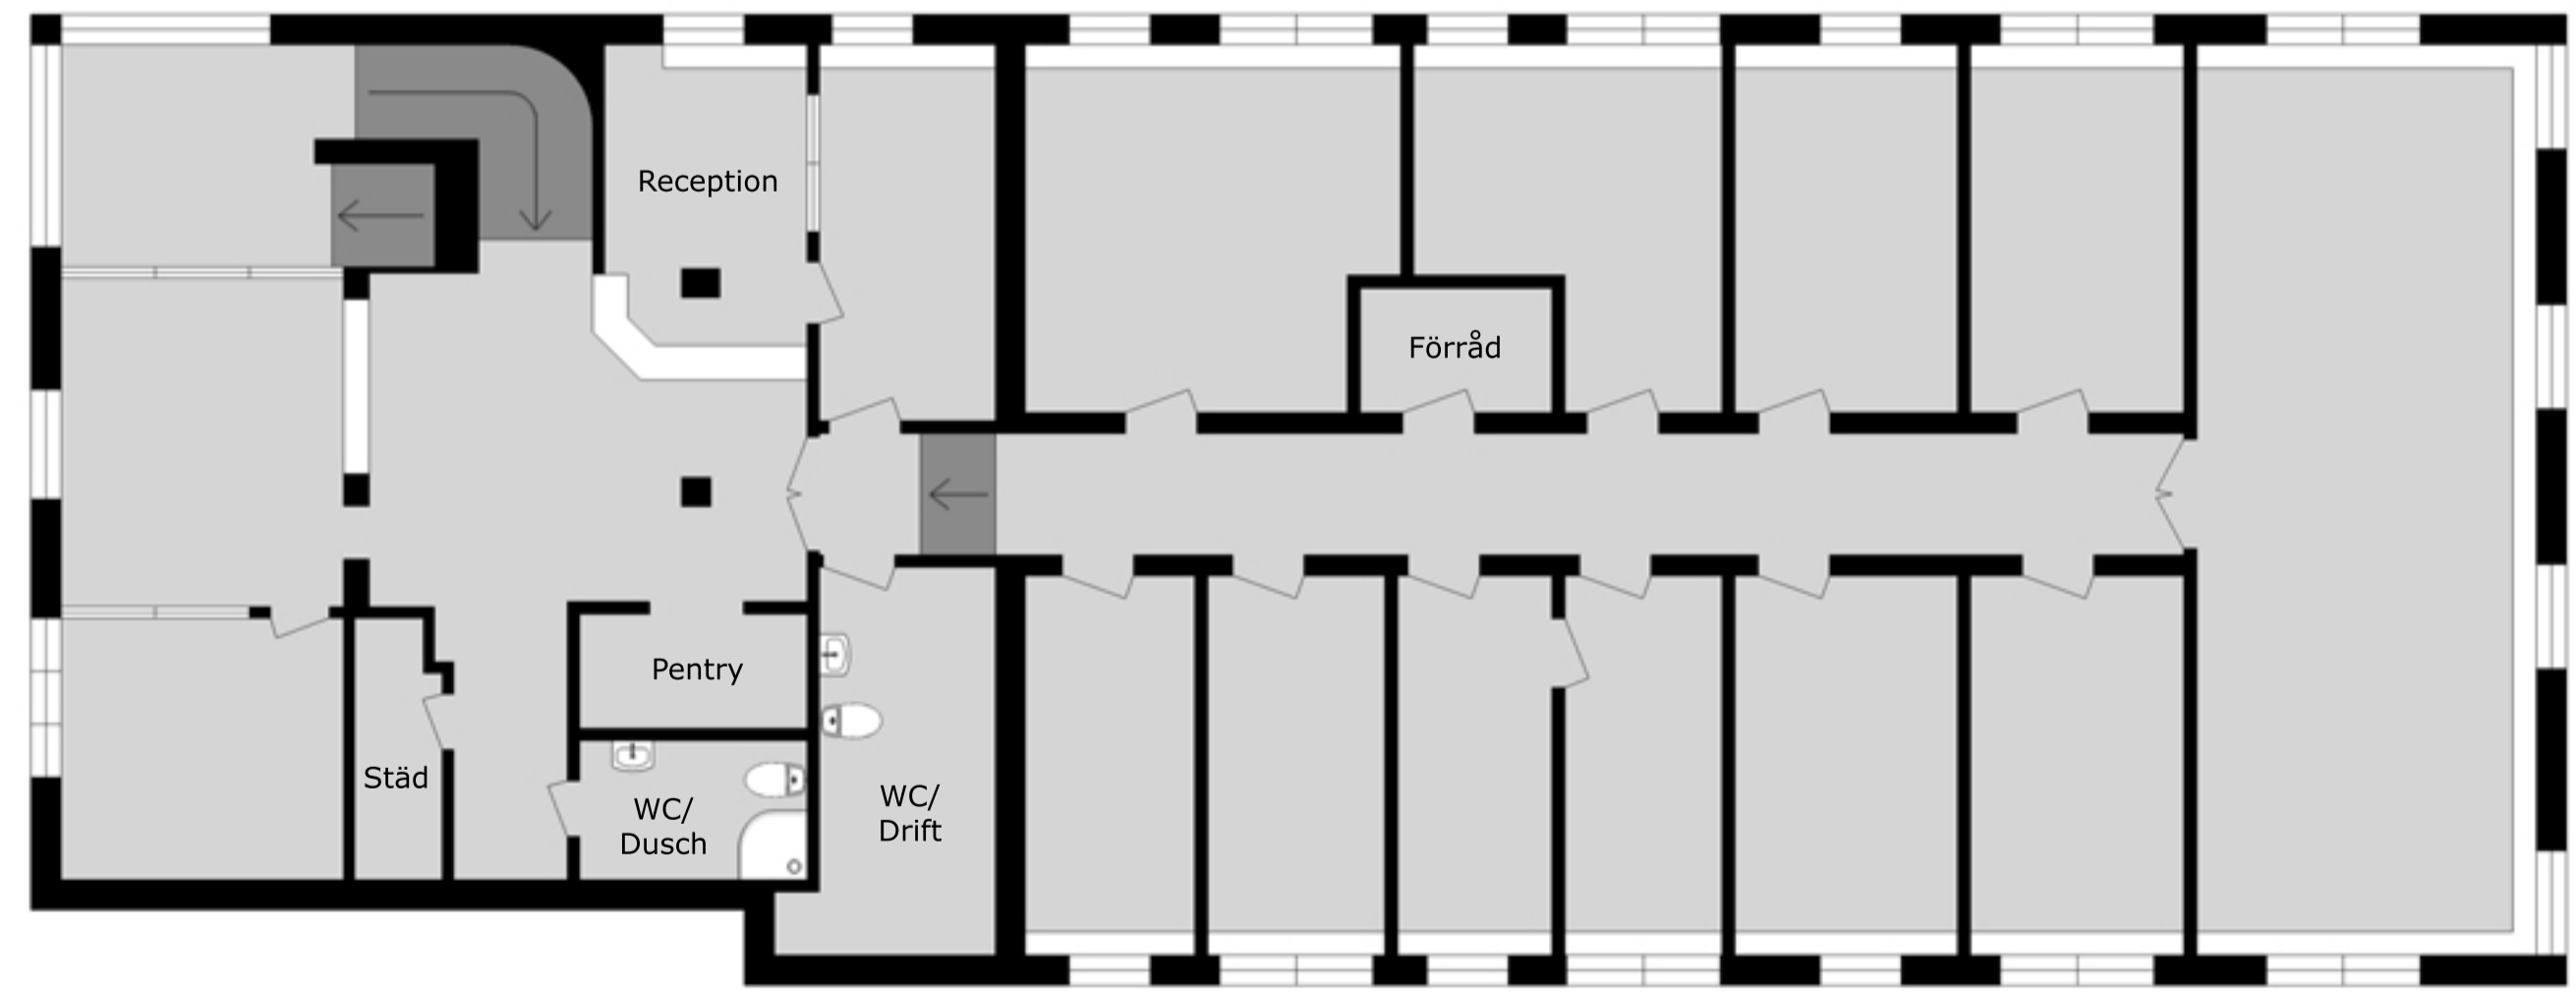 Reception
Förråd
Pentry
Städ
WC/
Dusch
WC/
Drift